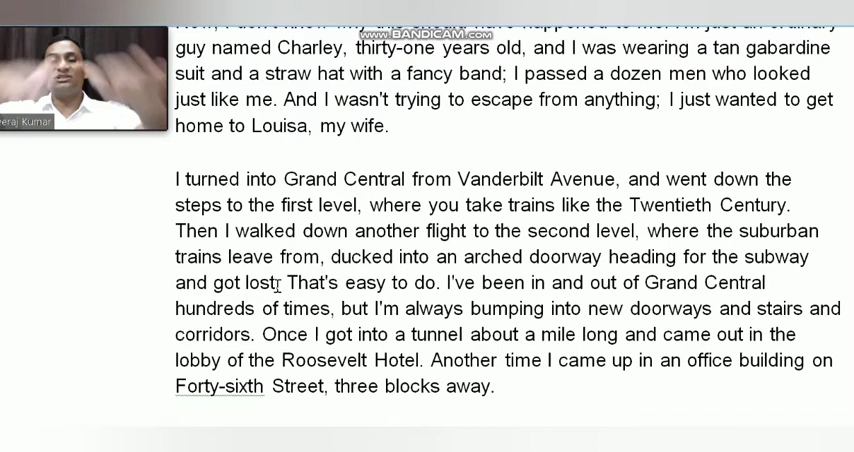 WWW.BANDICAM.COM
guy named Charley, thirty-one years old, and I was wearing a tan gabardine
suit and a straw hat with a fancy band; I passed a dozen men who looked
just like me. And I wasn't trying to escape from anything; I just wanted to get
eeraj Kumar
home to Louisa, my wife.
I turned into Grand Central from Vanderbilt Avenue, and went down the
steps to the first level, where you take trains like the Twentieth Century.
Then I walked down another flight to the second level, where the suburban
trains leave from, ducked into an arched doorway heading for the subway
and got lost. That's easy to do. I've been in and out of Grand Central
hundreds of times, but I'm always bumping into new doorways and stairs and
corridors. Once I got into a tunnel about a mile long and came out in the
lobby of the Roosevelt Hotel. Another time I came up in an office building on
Forty-sixth Street, three blocks away.